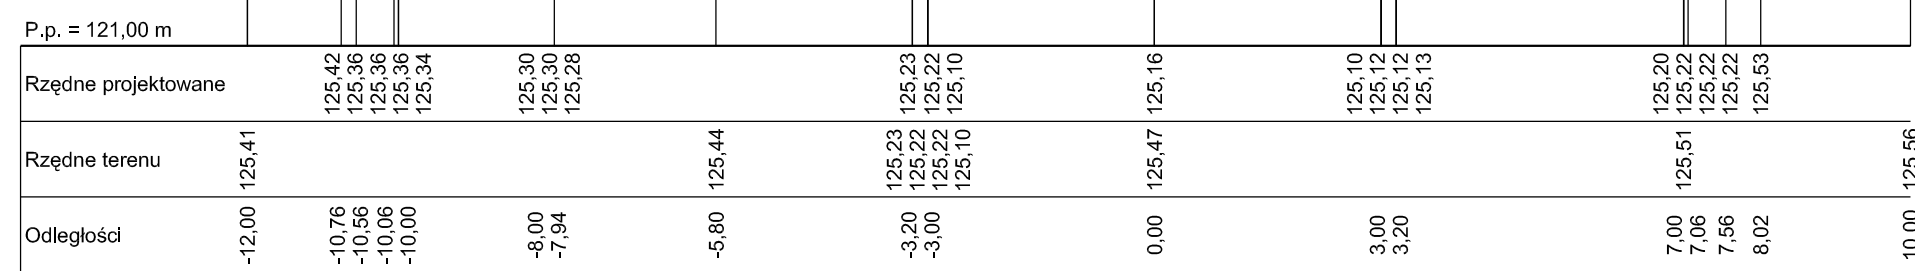 P.p. = 121,00 m
Rzędne projektowane 125,42 125,36 125,36 125,36 125,34 125,30 125,30 125,28 125,23 125,22 125,10 125,16 125,10 125,12 125,12 125,13 125,20 125,22 125,22 125,22 125,53
Rzędne terenu 125,41 125,44 125,23 125,22 125,22 125,10 125,47 125,51 125,56
Odległości -12,00 -10,76 -10,56 -10,06 -10,00 -8,00 -7,94 -5,80 -3,20 -3,00 0,00 3,00 3,20 7,00 7,06 7,56 8,02 10,00